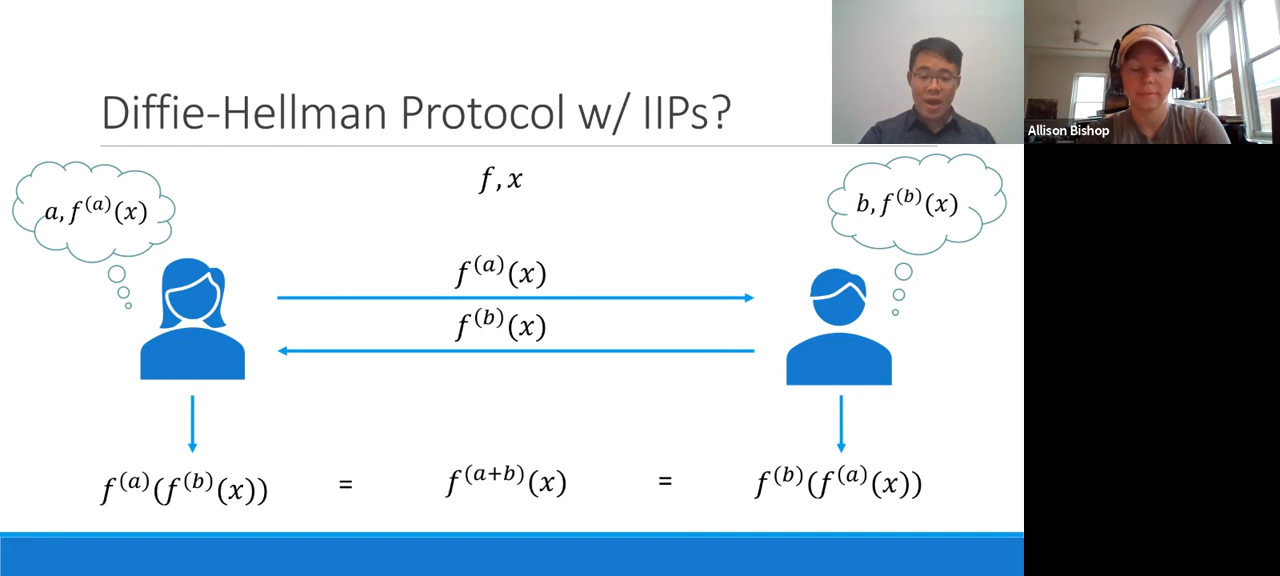 Diffie-Hellman Protocol w/ IIPs?
Allison Bishop
f, x
a, f^(a)(x)
b, f^(b)(x)
f^(a)(x)
f^(b)(x)
f^(a)(f^(b)(x)) = f^(a+b)(x) = f^(b)(f^(a)(x))